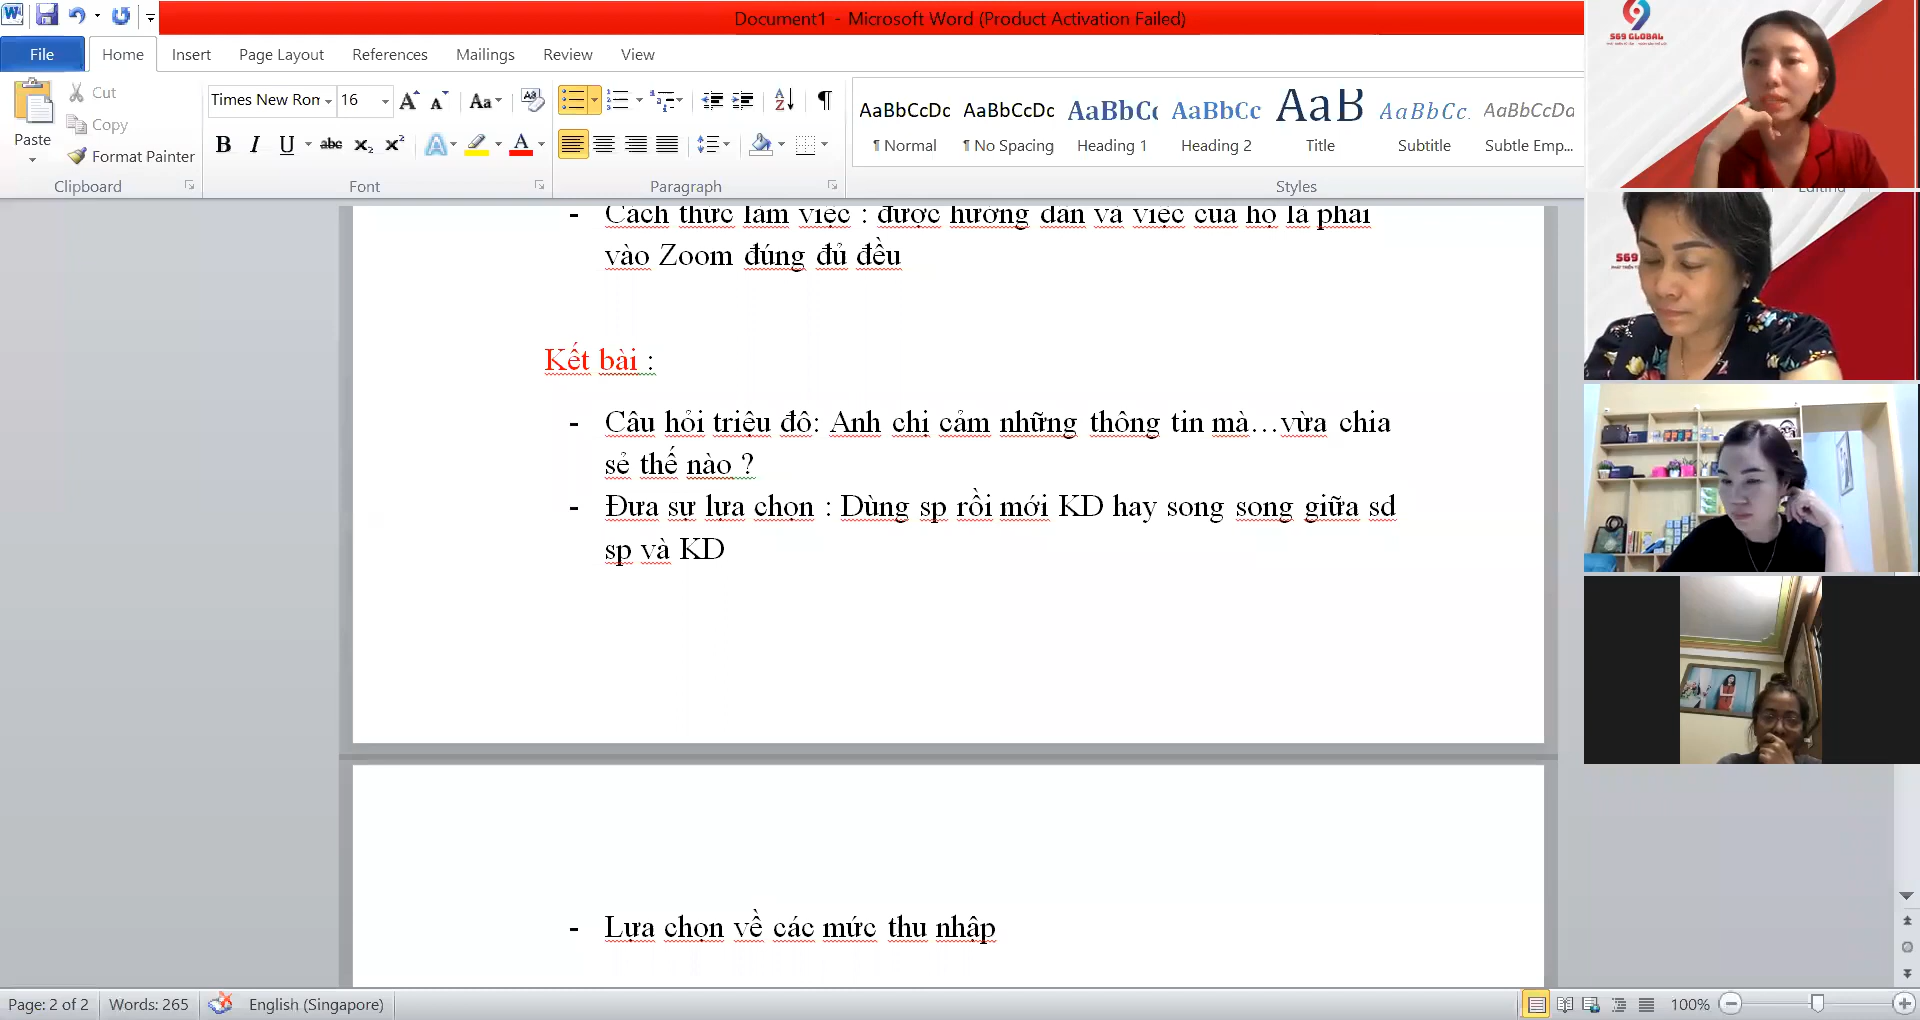 Document1 - Microsoft Word (Product Activation Failed)
File Home Insert Page Layout References Mailings Review View
Paste
Cut
Copy
Format Painter
Clipboard
Times New Ron 16
Font
Paragraph
AaBbCcDc AaBbCcDc AaBbCc AaBbCc AaB AaBbCc. AaBbCcDa
¶ Normal ¶ No Spacing Heading 1 Heading 2 Title Subtitle Subtle Emp...
Styles
Editing
S69 GLOBAL
S69
- Cách thức làm việc : được hướng dẫn và việc của họ là phải
vào Zoom đúng đủ đều
Kết bài :
- Câu hỏi triệu đô: Anh chị cảm những thông tin mà…vừa chia
sẻ thế nào ?
- Đưa sự lựa chọn : Dùng sp rồi mới KD hay song song giữa sd
sp và KD
- Lựa chọn về các mức thu nhập
Page: 2 of 2 Words: 265 English (Singapore) 100%